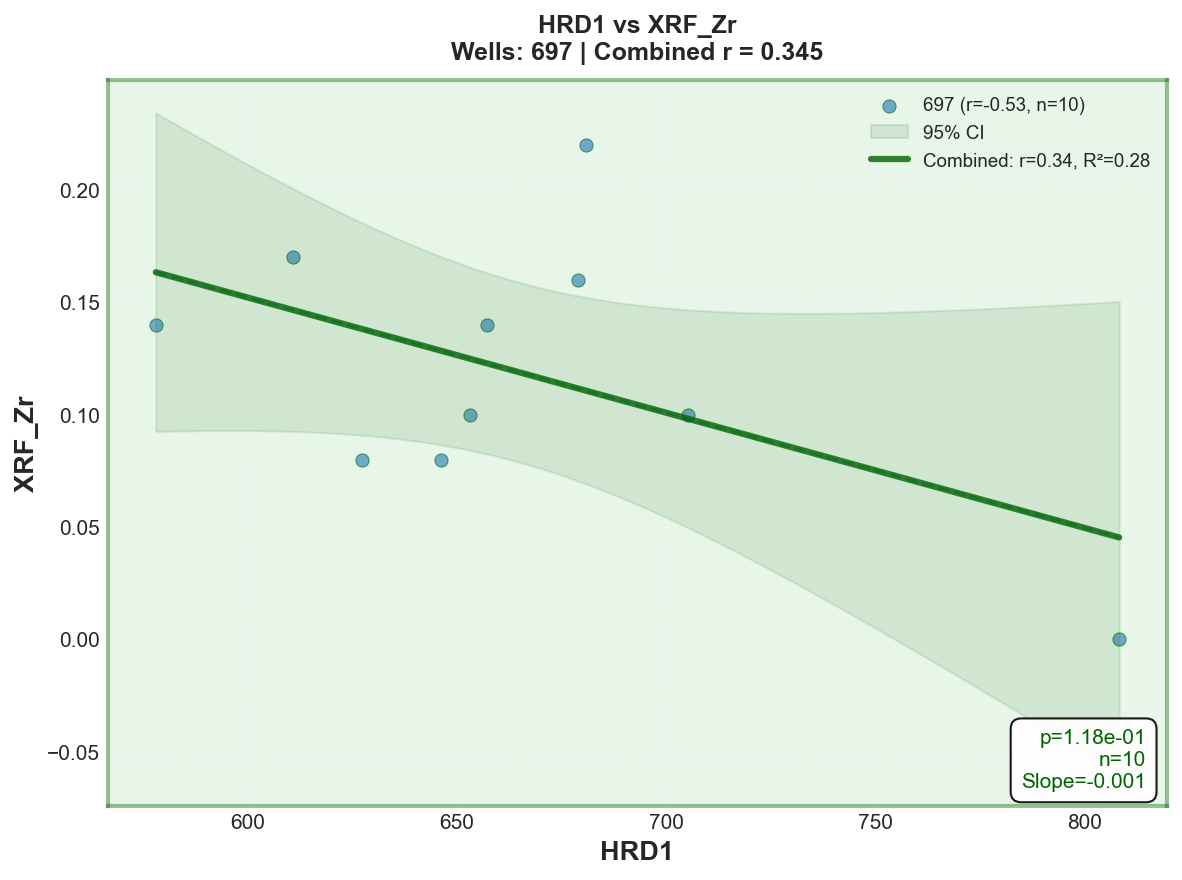 HRD1 vs XRF_Zr
Wells: 697 | Combined r = 0.345
697 (r=-0.53, n=10)
95% CI
Combined: r=0.34, R²=0.28
XRF_Zr
0.20
0.15
0.10
0.05
0.00
−0.05
p=1.18e-01
n=10
Slope=-0.001
600
650
700
750
800
HRD1